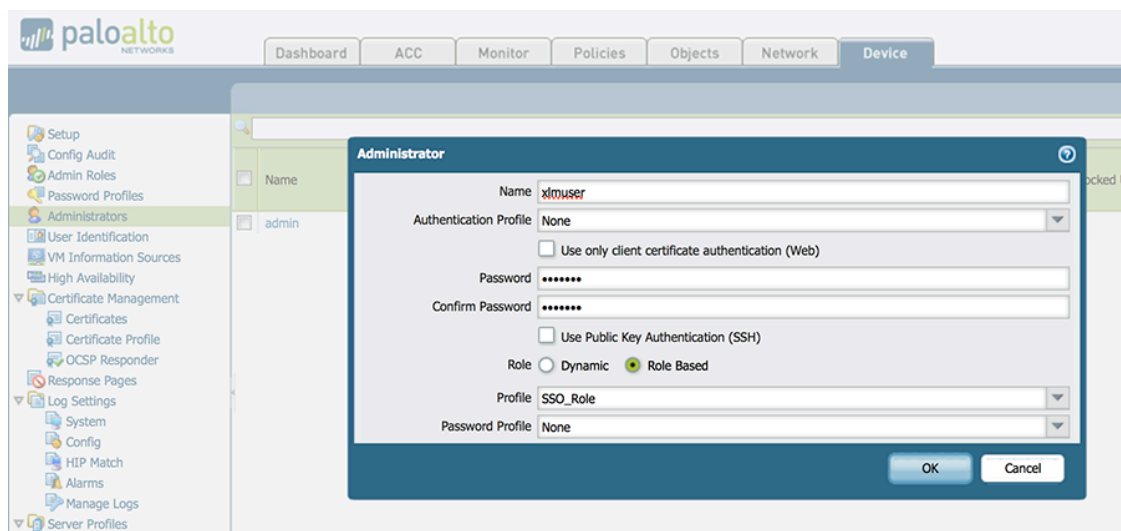 paloalto
NETWORKS
Dashboard ACC Monitor Policies Objects Network Device
Setup
Config Audit
Admin Roles
Password Profiles
Administrators
User Identification
VM Information Sources
High Availability
Certificate Management
Certificates
Certificate Profile
OCSP Responder
Response Pages
Log Settings
System
Config
HIP Match
Alarms
Manage Logs
Server Profiles
Name
admin
Administrator
Name xlmuser
Authentication Profile None
Use only client certificate authentication (Web)
Password •••••••
Confirm Password •••••••
Use Public Key Authentication (SSH)
Role Dynamic Role Based
Profile SSO_Role
Password Profile None
OK Cancel